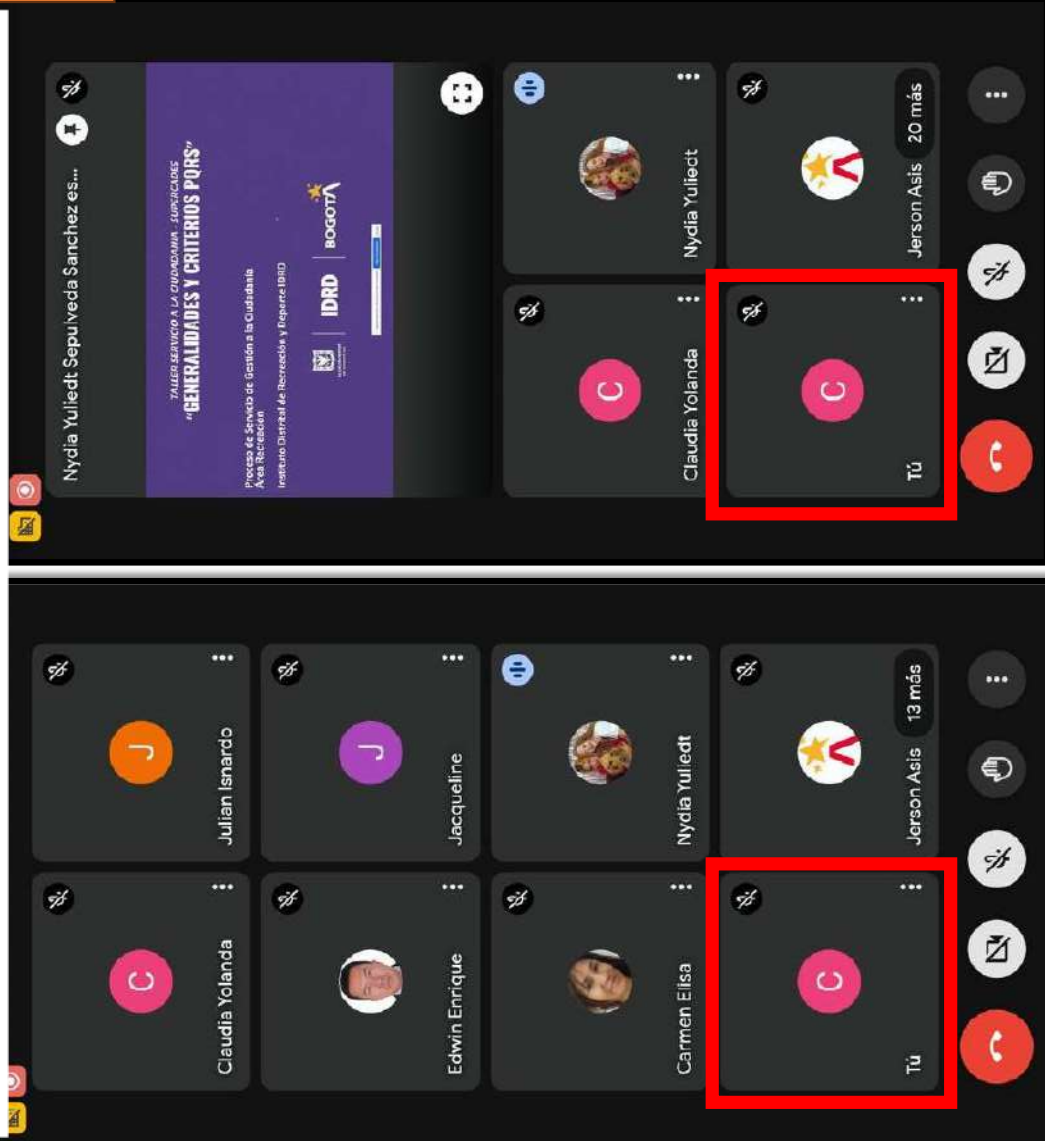 Claudia Yolanda
Julian Isnardo
Edwin Enrique
Jacqueline
Carmen Elisa
Nydia Yuliedt
Tú
Jerson Asis
13 más
C
J
J
C
Nydia Yuliedt Sepulveda Sanchez es...
TALLER SERVICIO A LA CIUDADANIA - SUPERCADES
"GENERALIDADES Y CRITERIOS PQRS"
Proceso de Servicio de Gestión a la Ciudadanía
Área Recreación
Instituto Distrital de Recreación y Deporte IDRD
IDRD
BOGOTÁ
Claudia Yolanda
Nydia Yuliedt
Tú
Jerson Asis
20 más
C
C